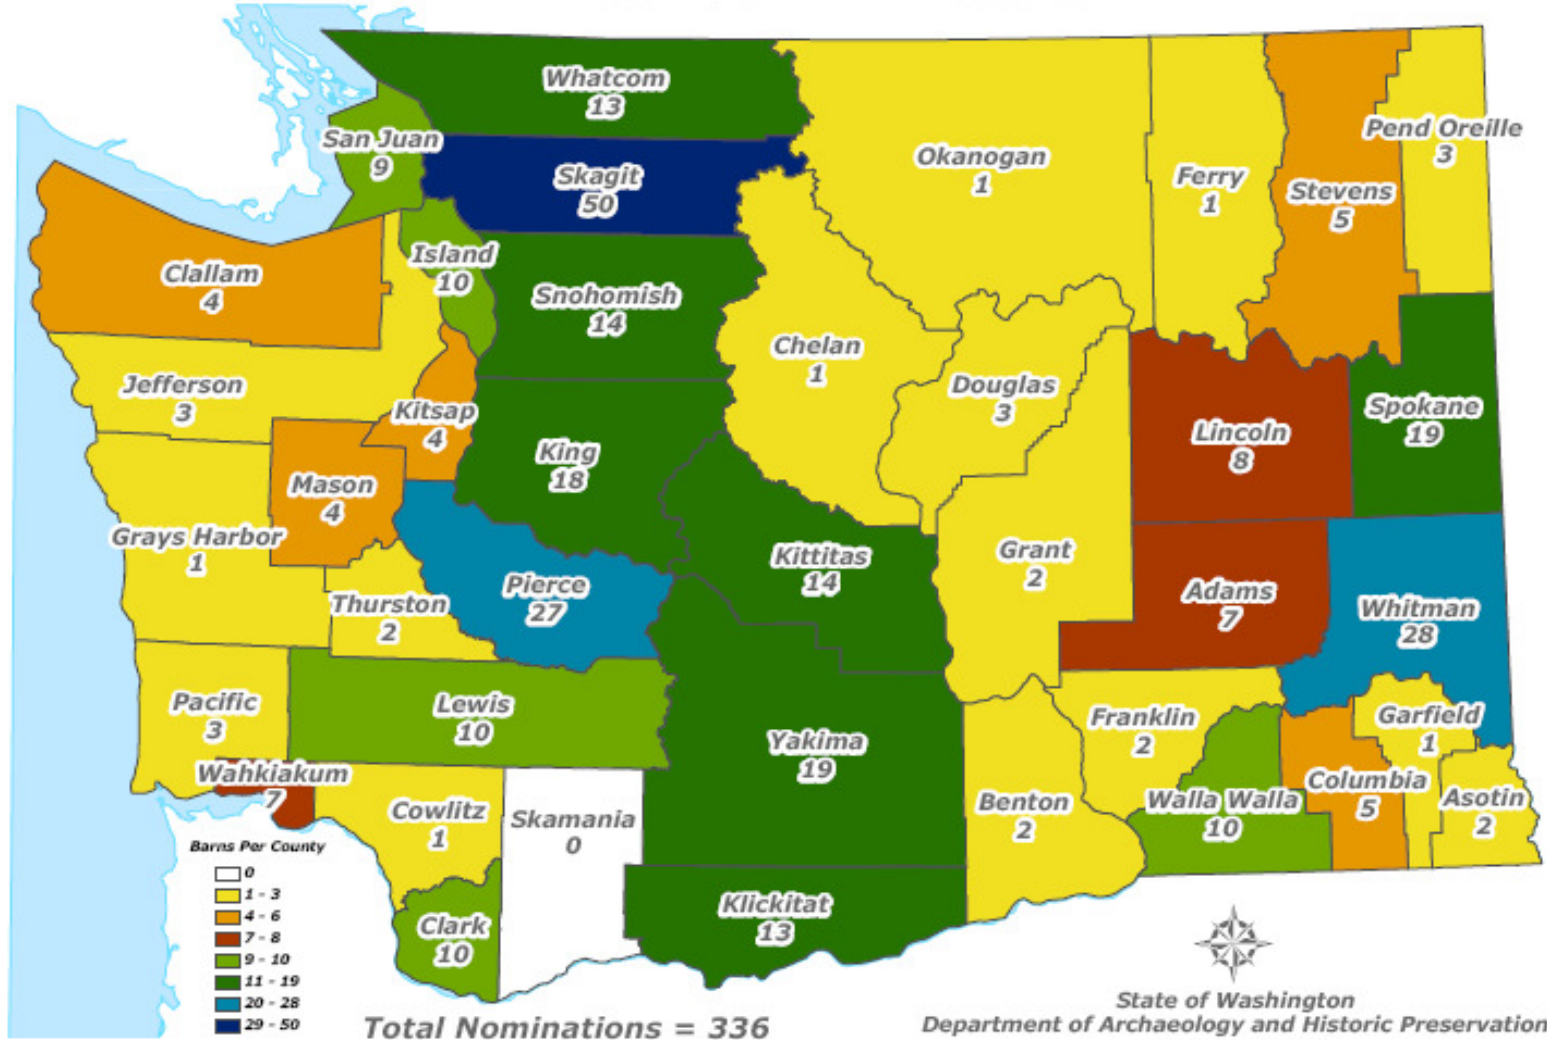 Whatcom
13
San Juan
9
Skagit
50
Okanogan
1
Ferry
1
Stevens
5
Pend Oreille
3
Clallam
4
Island
10
Snohomish
14
Chelan
1
Douglas
3
Jefferson
3
Kitsap
4
King
18
Lincoln
8
Spokane
19
Mason
4
Grays Harbor
1
Kittitas
14
Grant
2
Thurston
2
Pierce
27
Adams
7
Whitman
28
Pacific
3
Lewis
10
Yakima
19
Franklin
2
Garfield
1
Wahkiakum
7
Cowlitz
1
Skamania
0
Benton
2
Walla Walla
10
Columbia
5
Asotin
2
Clark
10
Klickitat
13
Barns Per County
0
1 - 3
4 - 6
7 - 8
9 - 10
11 - 19
20 - 28
29 - 50
Total Nominations = 336
State of Washington
Department of Archaeology and Historic Preservation